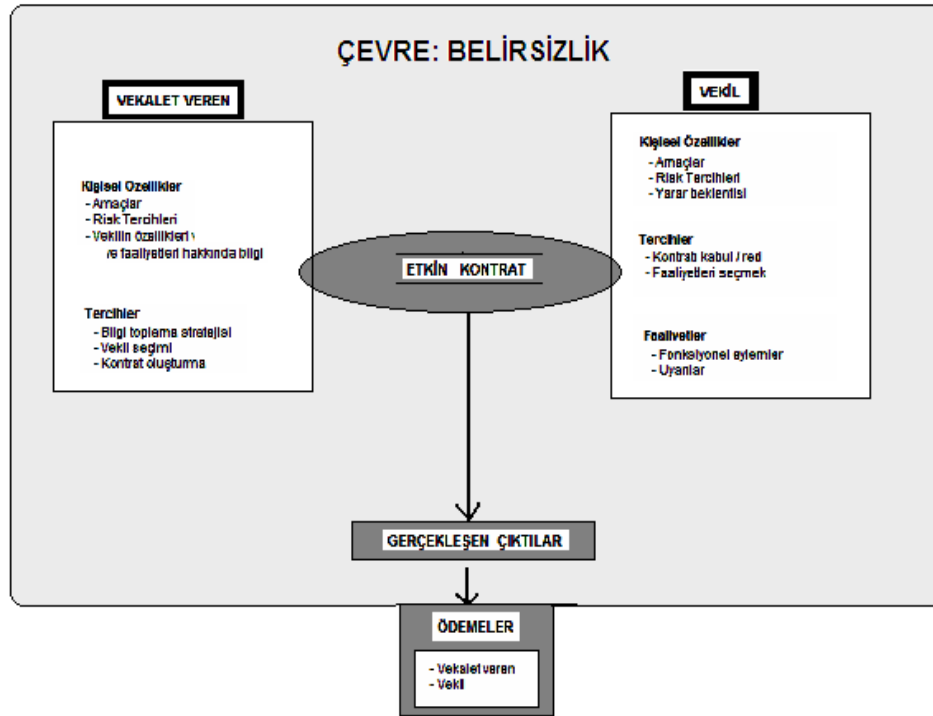 ÇEVRE: BELİRSİZLİK
VEKALET VEREN
Kişisel Özellikler
- Amaçlar
- Risk Tercihleri
- Vekilin özellikleri
ve faaliyetleri hakkında bilgi
Tercihler
- Bilgi toplama stratejisi
- Vekil seçimi
- Kontrat oluşturma
VEKİL
Kişisel Özellikler
- Amaçlar
- Risk Tercihleri
- Yarar beklentisi
Tercihler
- Kontratı kabul / red
- Faaliyetleri seçmek
Faaliyetler
- Fonksiyonel eylemler
- Uyarılar
ETKİN KONTRAT
GERÇEKLEŞEN ÇIKTILAR
ÖDEMELER
- Vekalet veren
- Vekil